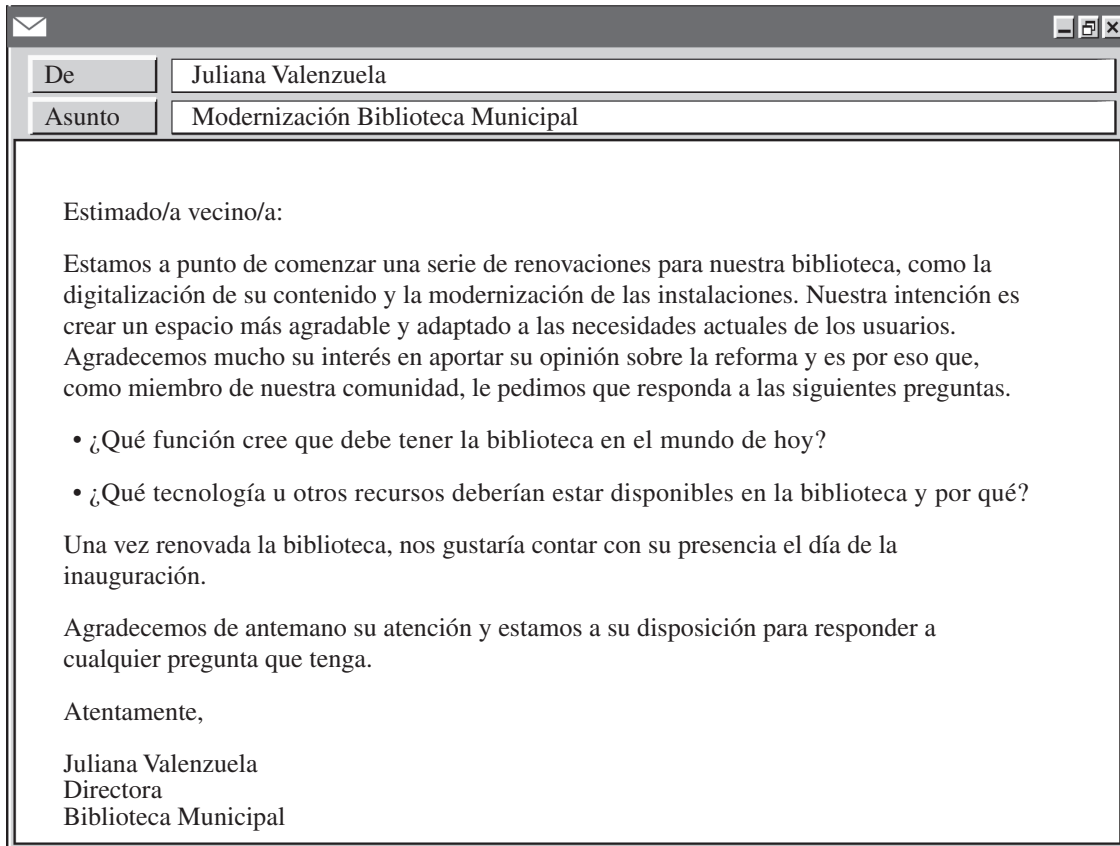 De
Juliana Valenzuela
Asunto
Modernización Biblioteca Municipal
Estimado/a vecino/a:
Estamos a punto de comenzar una serie de renovaciones para nuestra biblioteca, como la
digitalización de su contenido y la modernización de las instalaciones. Nuestra intención es
crear un espacio más agradable y adaptado a las necesidades actuales de los usuarios.
Agradecemos mucho su interés en aportar su opinión sobre la reforma y es por eso que,
como miembro de nuestra comunidad, le pedimos que responda a las siguientes preguntas.
• ¿Qué función cree que debe tener la biblioteca en el mundo de hoy?
• ¿Qué tecnología u otros recursos deberían estar disponibles en la biblioteca y por qué?
Una vez renovada la biblioteca, nos gustaría contar con su presencia el día de la
inauguración.
Agradecemos de antemano su atención y estamos a su disposición para responder a
cualquier pregunta que tenga.
Atentamente,
Juliana Valenzuela
Directora
Biblioteca Municipal